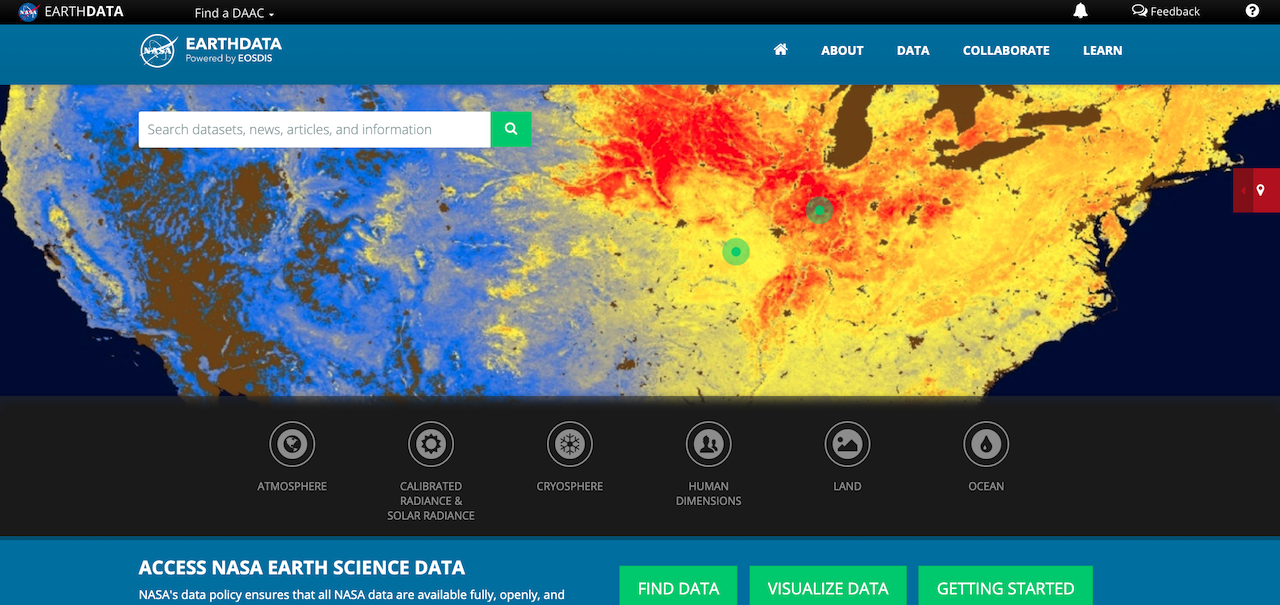 NASA EARTHDATA
Find a DAAC
Feedback
NASA
EARTHDATA
Powered by EOSDIS
ABOUT
DATA
COLLABORATE
LEARN
Search datasets, news, articles, and information
ATMOSPHERE
CALIBRATED
RADIANCE &
SOLAR RADIANCE
CRYOSPHERE
HUMAN
DIMENSIONS
LAND
OCEAN
ACCESS NASA EARTH SCIENCE DATA
NASA's data policy ensures that all NASA data are available fully, openly, and
FIND DATA
VISUALIZE DATA
GETTING STARTED